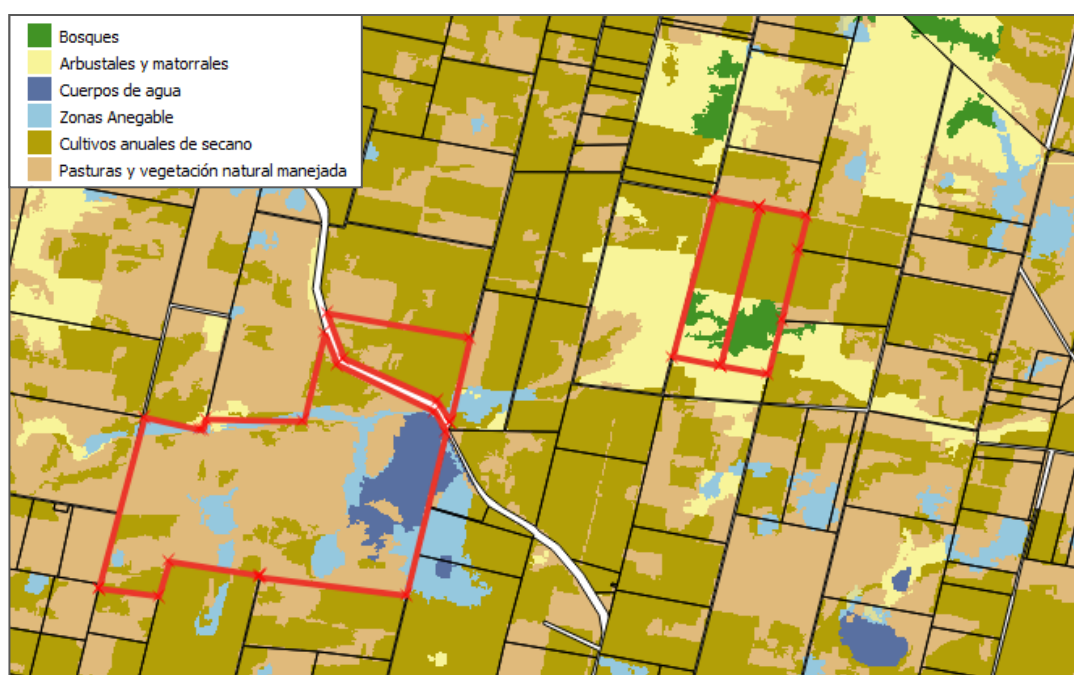 Bosques
Arbustales y matorrales
Cuerpos de agua
Zonas Anegable
Cultivos anuales de secano
Pasturas y vegetación natural manejada